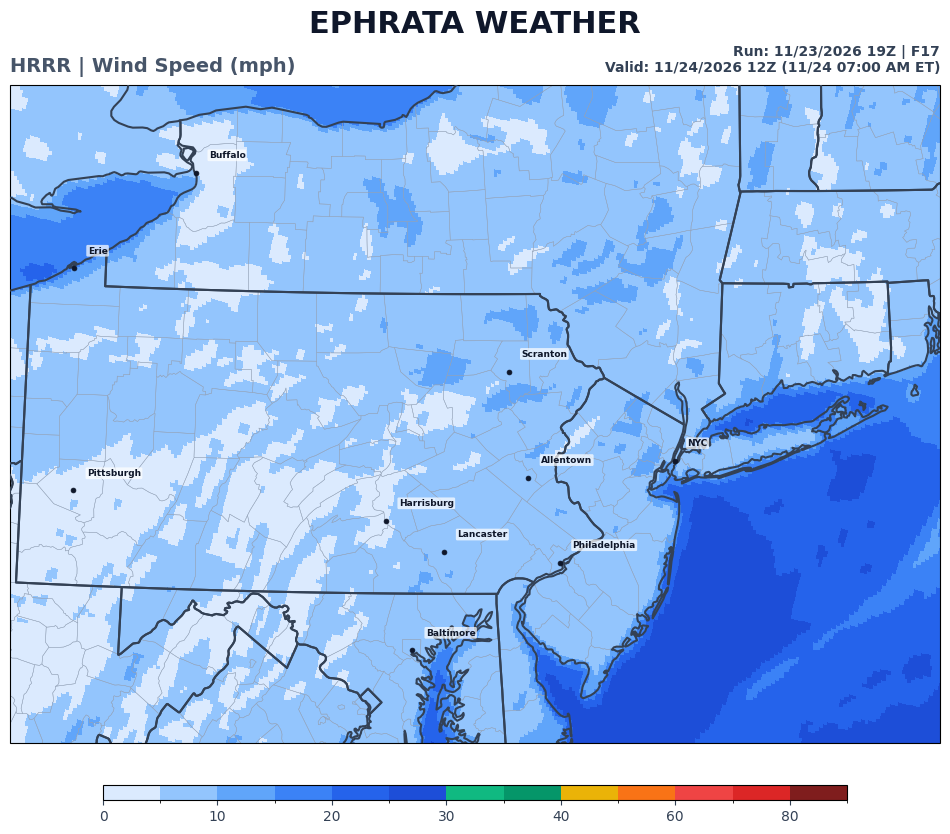 EPHRATA WEATHER
HRRR | Wind Speed (mph)
Run: 11/23/2026 19Z | F17
Valid: 11/24/2026 12Z (11/24 07:00 AM ET)
Buffalo
Erie
Scranton
NYC
Allentown
Pittsburgh
Harrisburg
Lancaster
Philadelphia
Baltimore
0 10 20 30 40 60 80